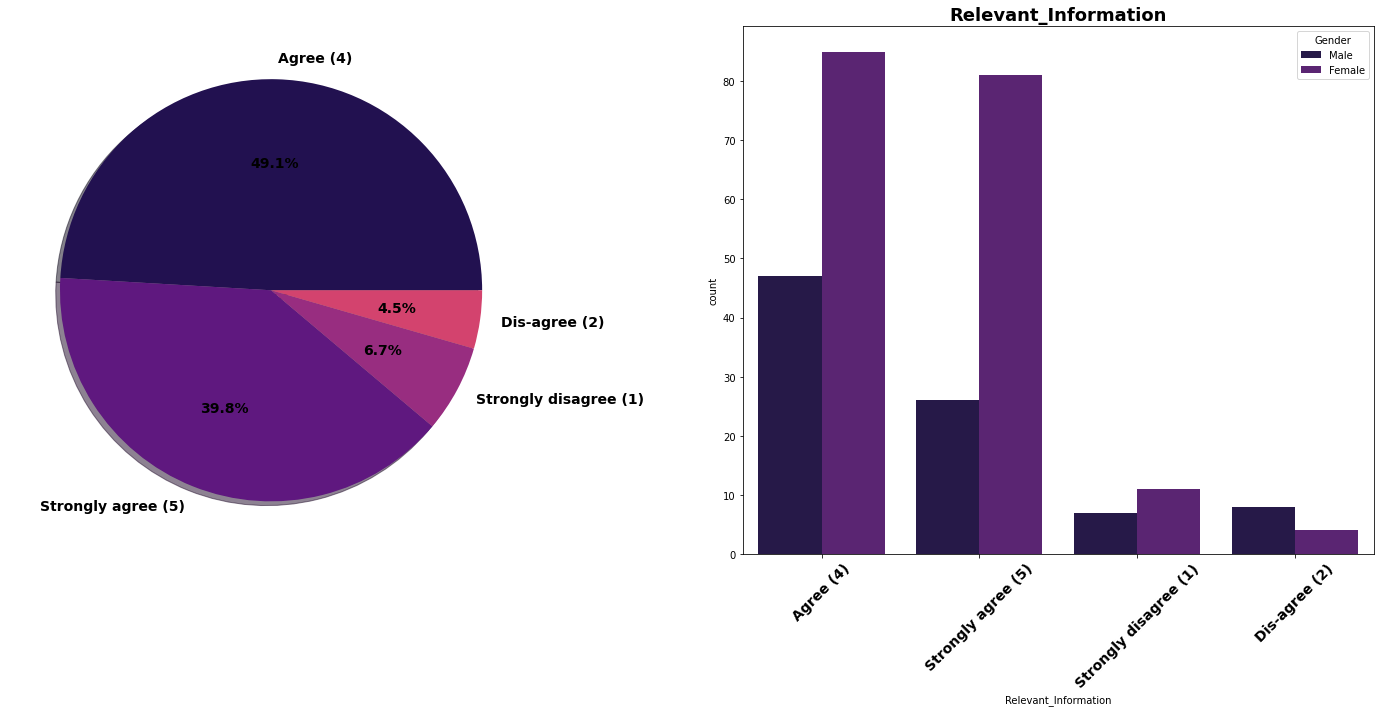 Agree (4)
49.1%
4.5%
Dis-agree (2)
6.7%
Strongly disagree (1)
39.8%
Strongly agree (5)
Relevant_Information
Gender
Male
Female
80
70
60
50
40
30
20
10
0
count
Agree (4)
Strongly agree (5)
Strongly disagree (1)
Dis-agree (2)
Relevant_Information